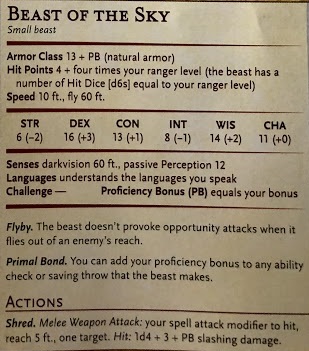 BEAST OF THE SKY
Small beast
Armor Class 13 + PB (natural armor)
Hit Points 4 + four times your ranger level (the beast has a
number of Hit Dice [d6s] equal to your ranger level)
Speed 10 ft., fly 60 ft.
STR DEX CON INT WIS CHA
6 (−2) 16 (+3) 13 (+1) 8 (−1) 14 (+2) 11 (+0)
Senses darkvision 60 ft., passive Perception 12
Languages understands the languages you speak
Challenge — Proficiency Bonus (PB) equals your bonus
Flyby. The beast doesn't provoke opportunity attacks when it
flies out of an enemy's reach.
Primal Bond. You can add your proficiency bonus to any ability
check or saving throw that the beast makes.
ACTIONS
Shred. Melee Weapon Attack: your spell attack modifier to hit,
reach 5 ft., one target. Hit: 1d4 + 3 + PB slashing damage.